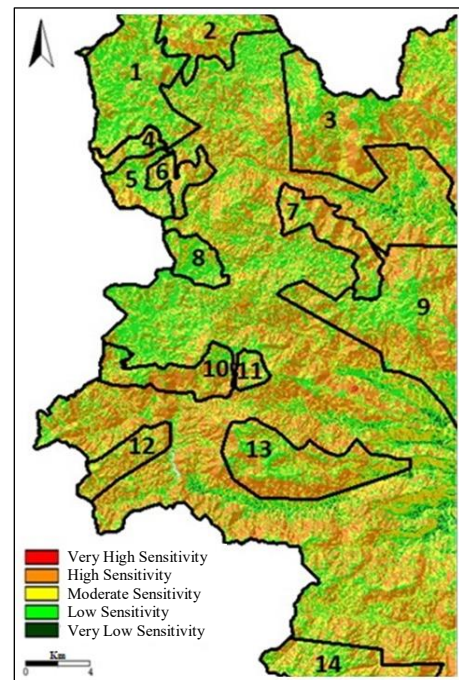 2
1
3
4
5
6
7
8
9
10
11
12
13
Very High Sensitivity
High Sensitivity
Moderate Sensitivity
Low Sensitivity
Very Low Sensitivity
Km
0 4
14